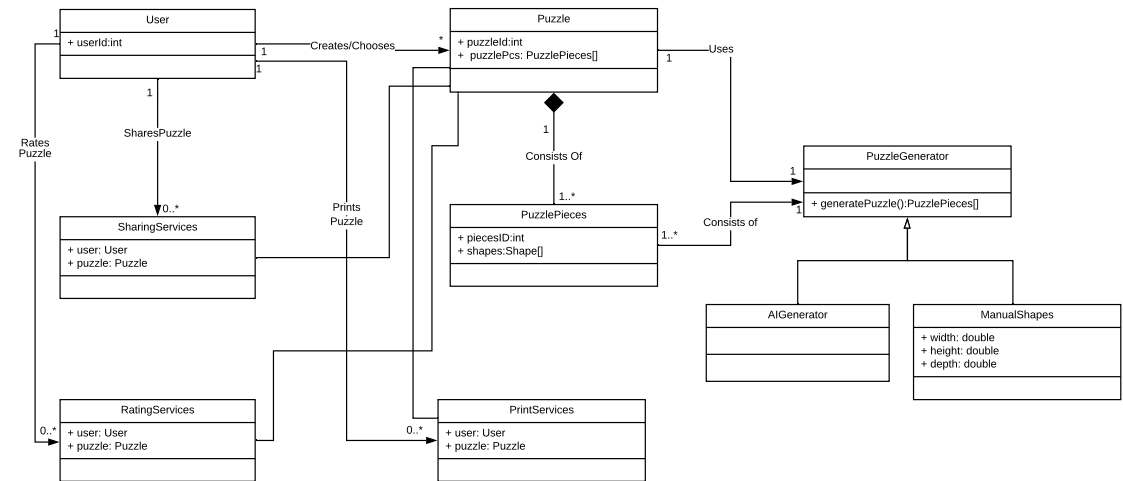 User
+ userId:int
1
1
1
1
Creates/Chooses
*
Puzzle
+ puzzleId:int
+ puzzlePcs: PuzzlePieces[]
1
Uses
1
SharesPuzzle
0..*
Rates
Puzzle
0..*
Prints
Puzzle
0..*
1
Consists Of
1..*
PuzzleGenerator
+ generatePuzzle():PuzzlePieces[]
PuzzlePieces
+ piecesID:int
+ shapes:Shape[]
1..*
Consists of
1
SharingServices
+ user: User
+ puzzle: Puzzle
AIGenerator
ManualShapes
+ width: double
+ height: double
+ depth: double
RatingServices
+ user: User
+ puzzle: Puzzle
PrintServices
+ user: User
+ puzzle: Puzzle